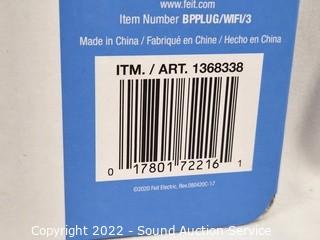 www.feit.com
Item Number BPPLUG/WIFI/3
Made in China / Fabriqué en Chine / Hecho en China
ITM. / ART. 1368338
0 17801 72216 1
©2020 Feit Electric, Rev.080420C-17
Copyright 2022 - Sound Auction Service